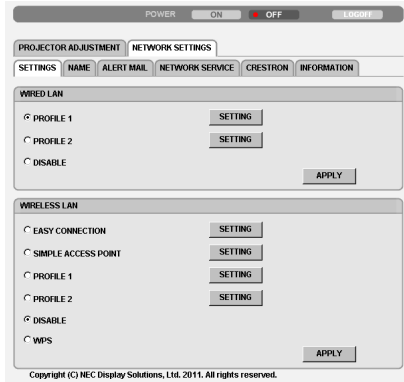 POWER ON OFF LOGOFF
PROJECTOR ADJUSTMENT NETWORK SETTINGS
SETTINGS NAME ALERT MAIL NETWORK SERVICE CRESTRON INFORMATION
WIRED LAN
PROFILE 1 SETTING
PROFILE 2 SETTING
DISABLE
APPLY
WIRELESS LAN
EASY CONNECTION SETTING
SIMPLE ACCESS POINT SETTING
PROFILE 1 SETTING
PROFILE 2 SETTING
DISABLE
WPS
APPLY
Copyright (C) NEC Display Solutions, Ltd. 2011. All rights reserved.